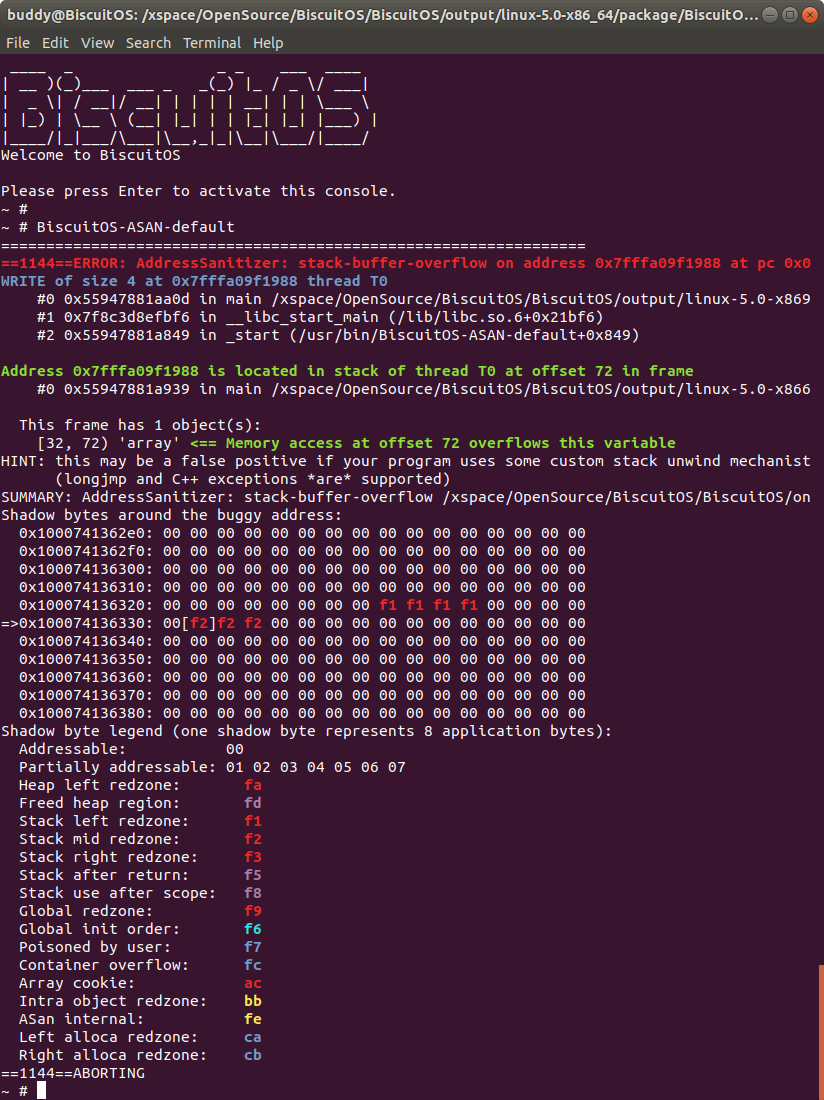 buddy@BiscuitOS: /xspace/OpenSource/BiscuitOS/BiscuitOS/output/linux-5.0-x86_64/package/BiscuitO...
File Edit View Search Terminal Help
 ____  _                _ _    ___  ____
| __ )(_)___  ___ _   _(_) |_ / _ \/ ___|
|  _ \| / __|/ __| | | | | __| | | \___ \
| |_) | \__ \ (__| |_| | | |_| |_| |___) |
|____/|_|___/\___|\__,_|_|\__|\___/|____/
Welcome to BiscuitOS
Please press Enter to activate this console.
~ #
~ # BiscuitOS-ASAN-default
=================================================================
==1144==ERROR: AddressSanitizer: stack-buffer-overflow on address 0x7fffa09f1988 at pc 0x0
WRITE of size 4 at 0x7fffa09f1988 thread T0
    #0 0x55947881aa0d in main /xspace/OpenSource/BiscuitOS/BiscuitOS/output/linux-5.0-x869
    #1 0x7f8c3d8efbf6 in __libc_start_main (/lib/libc.so.6+0x21bf6)
    #2 0x55947881a849 in _start (/usr/bin/BiscuitOS-ASAN-default+0x849)
Address 0x7fffa09f1988 is located in stack of thread T0 at offset 72 in frame
    #0 0x55947881a939 in main /xspace/OpenSource/BiscuitOS/BiscuitOS/output/linux-5.0-x866
  This frame has 1 object(s):
    [32, 72) 'array' <== Memory access at offset 72 overflows this variable
HINT: this may be a false positive if your program uses some custom stack unwind mechanist
      (longjmp and C++ exceptions *are* supported)
SUMMARY: AddressSanitizer: stack-buffer-overflow /xspace/OpenSource/BiscuitOS/BiscuitOS/on
Shadow bytes around the buggy address:
  0x1000741362e0: 00 00 00 00 00 00 00 00 00 00 00 00 00 00 00 00
  0x1000741362f0: 00 00 00 00 00 00 00 00 00 00 00 00 00 00 00 00
  0x100074136300: 00 00 00 00 00 00 00 00 00 00 00 00 00 00 00 00
  0x100074136310: 00 00 00 00 00 00 00 00 00 00 00 00 00 00 00 00
  0x100074136320: 00 00 00 00 00 00 00 00 f1 f1 f1 f1 00 00 00 00
=>0x100074136330: 00[f2]f2 f2 00 00 00 00 00 00 00 00 00 00 00 00
  0x100074136340: 00 00 00 00 00 00 00 00 00 00 00 00 00 00 00 00
  0x100074136350: 00 00 00 00 00 00 00 00 00 00 00 00 00 00 00 00
  0x100074136360: 00 00 00 00 00 00 00 00 00 00 00 00 00 00 00 00
  0x100074136370: 00 00 00 00 00 00 00 00 00 00 00 00 00 00 00 00
  0x100074136380: 00 00 00 00 00 00 00 00 00 00 00 00 00 00 00 00
Shadow byte legend (one shadow byte represents 8 application bytes):
  Addressable:           00
  Partially addressable: 01 02 03 04 05 06 07
  Heap left redzone:       fa
  Freed heap region:       fd
  Stack left redzone:      f1
  Stack mid redzone:       f2
  Stack right redzone:     f3
  Stack after return:      f5
  Stack use after scope:   f8
  Global redzone:          f9
  Global init order:       f6
  Poisoned by user:        f7
  Container overflow:      fc
  Array cookie:            ac
  Intra object redzone:    bb
  ASan internal:           fe
  Left alloca redzone:     ca
  Right alloca redzone:    cb
==1144==ABORTING
~ #